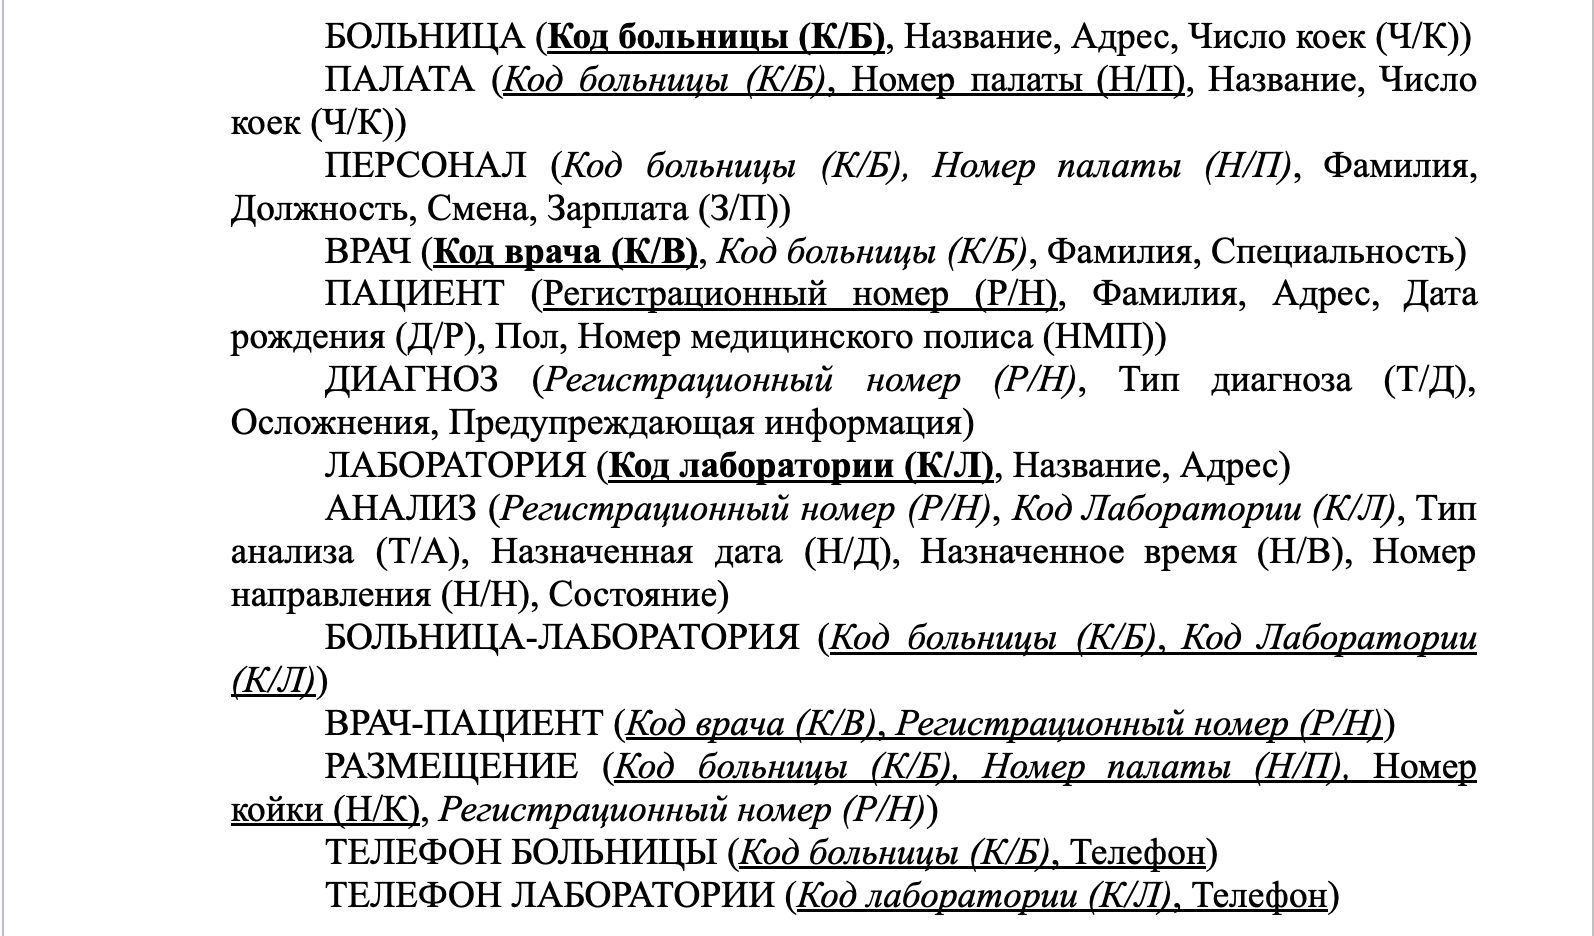 БОЛЬНИЦА (Код больницы (К/Б), Название, Адрес, Число коек (Ч/К))
ПАЛАТА (Код больницы (К/Б), Номер палаты (Н/П), Название, Число
коек (Ч/К))
ПЕРСОНАЛ (Код больницы (К/Б), Номер палаты (Н/П), Фамилия,
Должность, Смена, Зарплата (З/П))
ВРАЧ (Код врача (К/В), Код больницы (К/Б), Фамилия, Специальность)
ПАЦИЕНТ (Регистрационный номер (Р/Н), Фамилия, Адрес, Дата
рождения (Д/Р), Пол, Номер медицинского полиса (НМП))
ДИАГНОЗ (Регистрационный номер (Р/Н), Тип диагноза (Т/Д),
Осложнения, Предупреждающая информация)
ЛАБОРАТОРИЯ (Код лаборатории (К/Л), Название, Адрес)
АНАЛИЗ (Регистрационный номер (Р/Н), Код Лаборатории (К/Л), Тип
анализа (Т/А), Назначенная дата (Н/Д), Назначенное время (Н/В), Номер
направления (Н/Н), Состояние)
БОЛЬНИЦА-ЛАБОРАТОРИЯ (Код больницы (К/Б), Код Лаборатории
(К/Л))
ВРАЧ-ПАЦИЕНТ (Код врача (К/В), Регистрационный номер (Р/Н))
РАЗМЕЩЕНИЕ (Код больницы (К/Б), Номер палаты (Н/П), Номер
койки (Н/К), Регистрационный номер (Р/Н))
ТЕЛЕФОН БОЛЬНИЦЫ (Код больницы (К/Б), Телефон)
ТЕЛЕФОН ЛАБОРАТОРИИ (Код лаборатории (К/Л), Телефон)